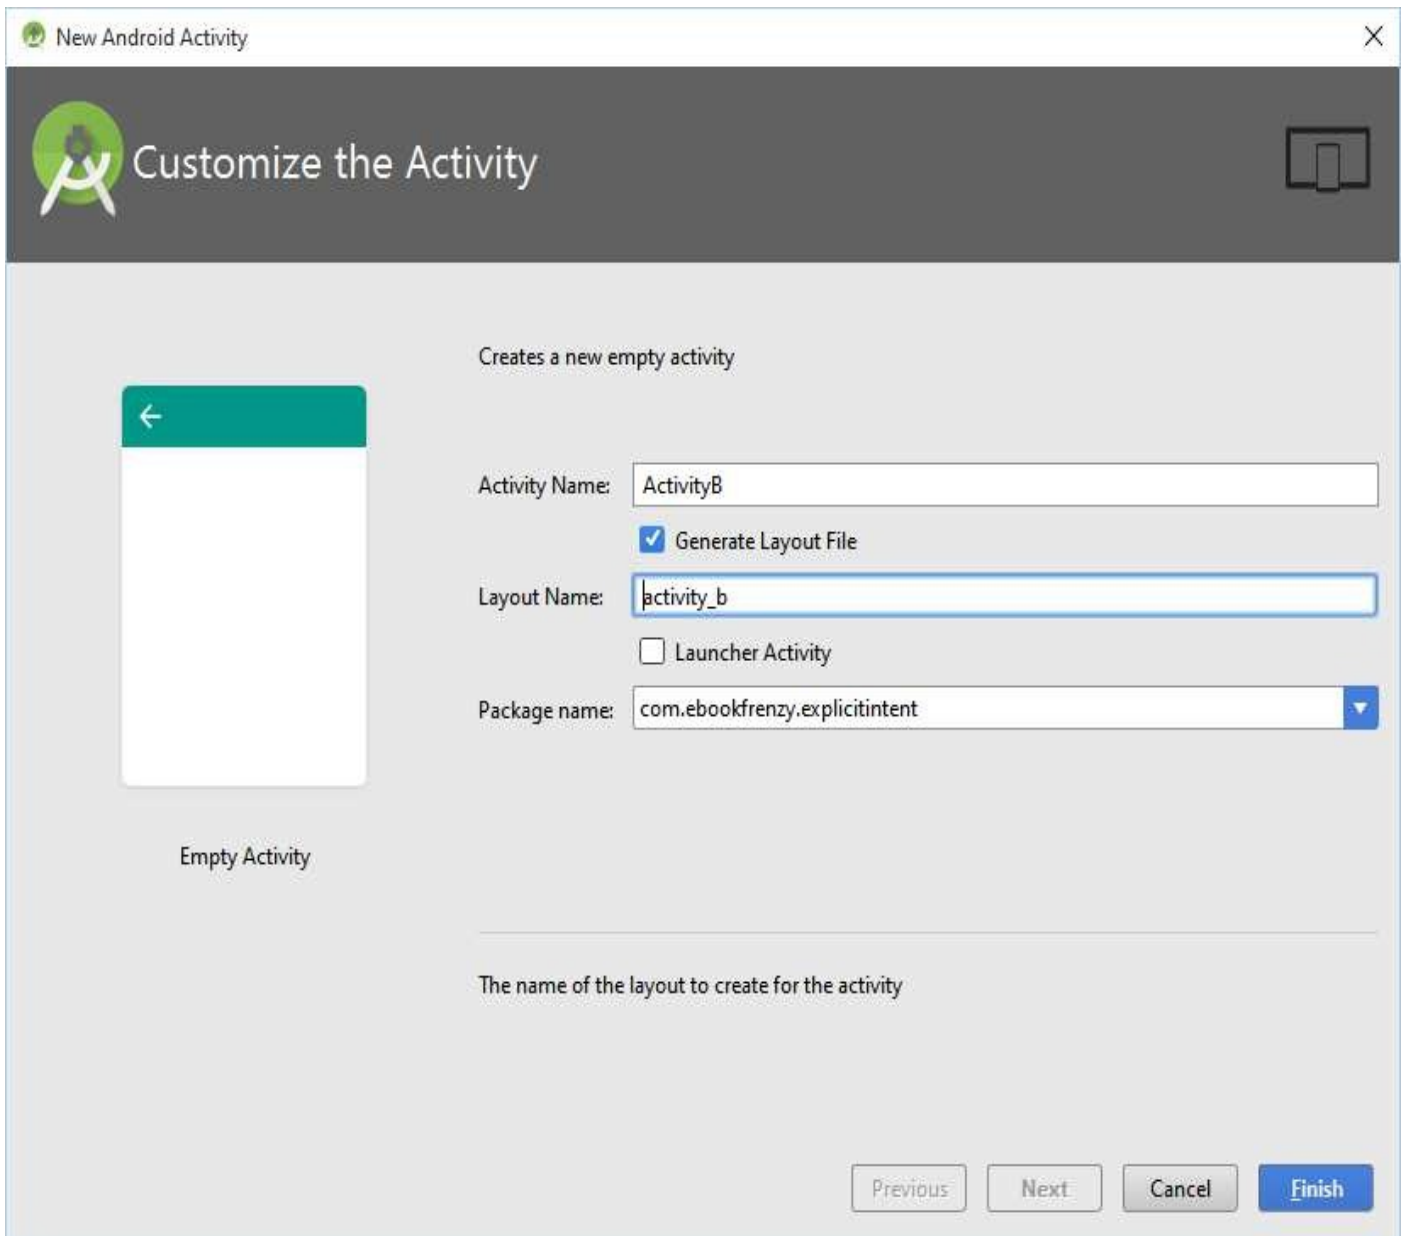 New Android Activity
Customize the Activity
Creates a new empty activity
Activity Name: ActivityB
Generate Layout File
Layout Name: activity_b
Launcher Activity
Package name: com.ebookfrenzy.explicitintent
Empty Activity
The name of the layout to create for the activity
Previous Next Cancel Finish